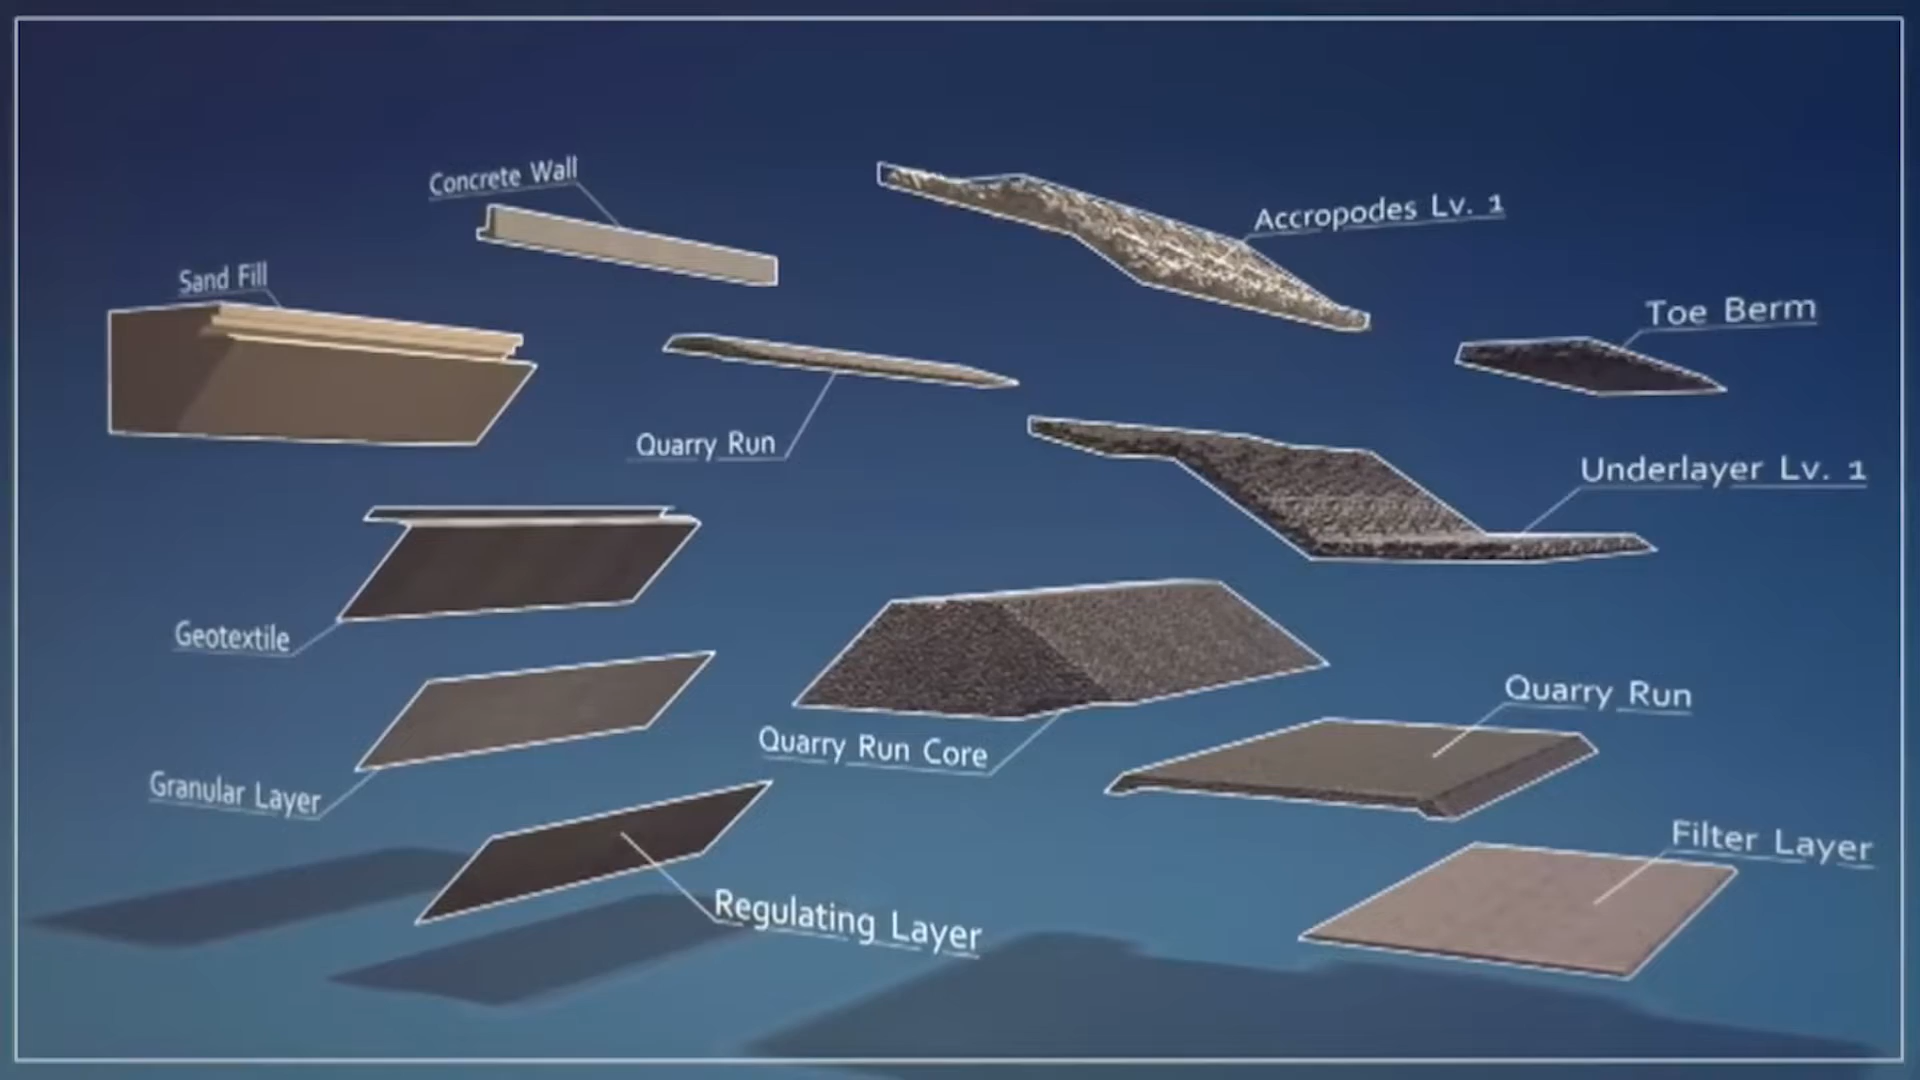 Concrete Wall
Accropodes Lv. 1
Sand Fill
Toe Berm
Quarry Run
Underlayer Lv. 1
Geotextile
Quarry Run
Quarry Run Core
Granular Layer
Filter Layer
Regulating Layer